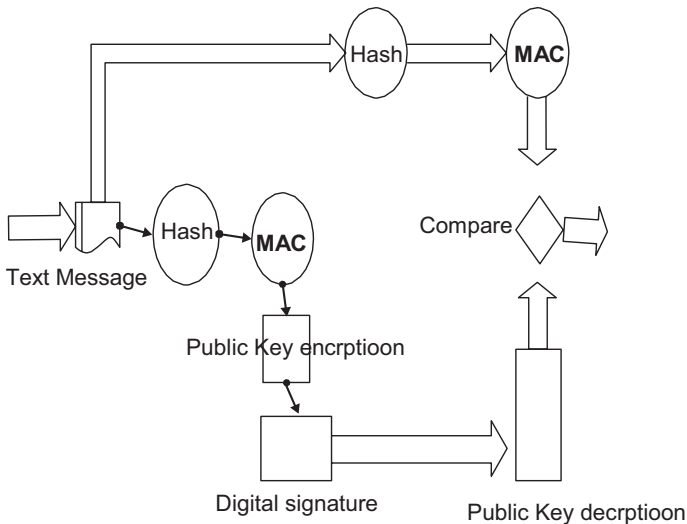 Hash
MAC
Hash
MAC
Compare
Text Message
Public Key encrptioon
Digital signature
Public Key decrptioon